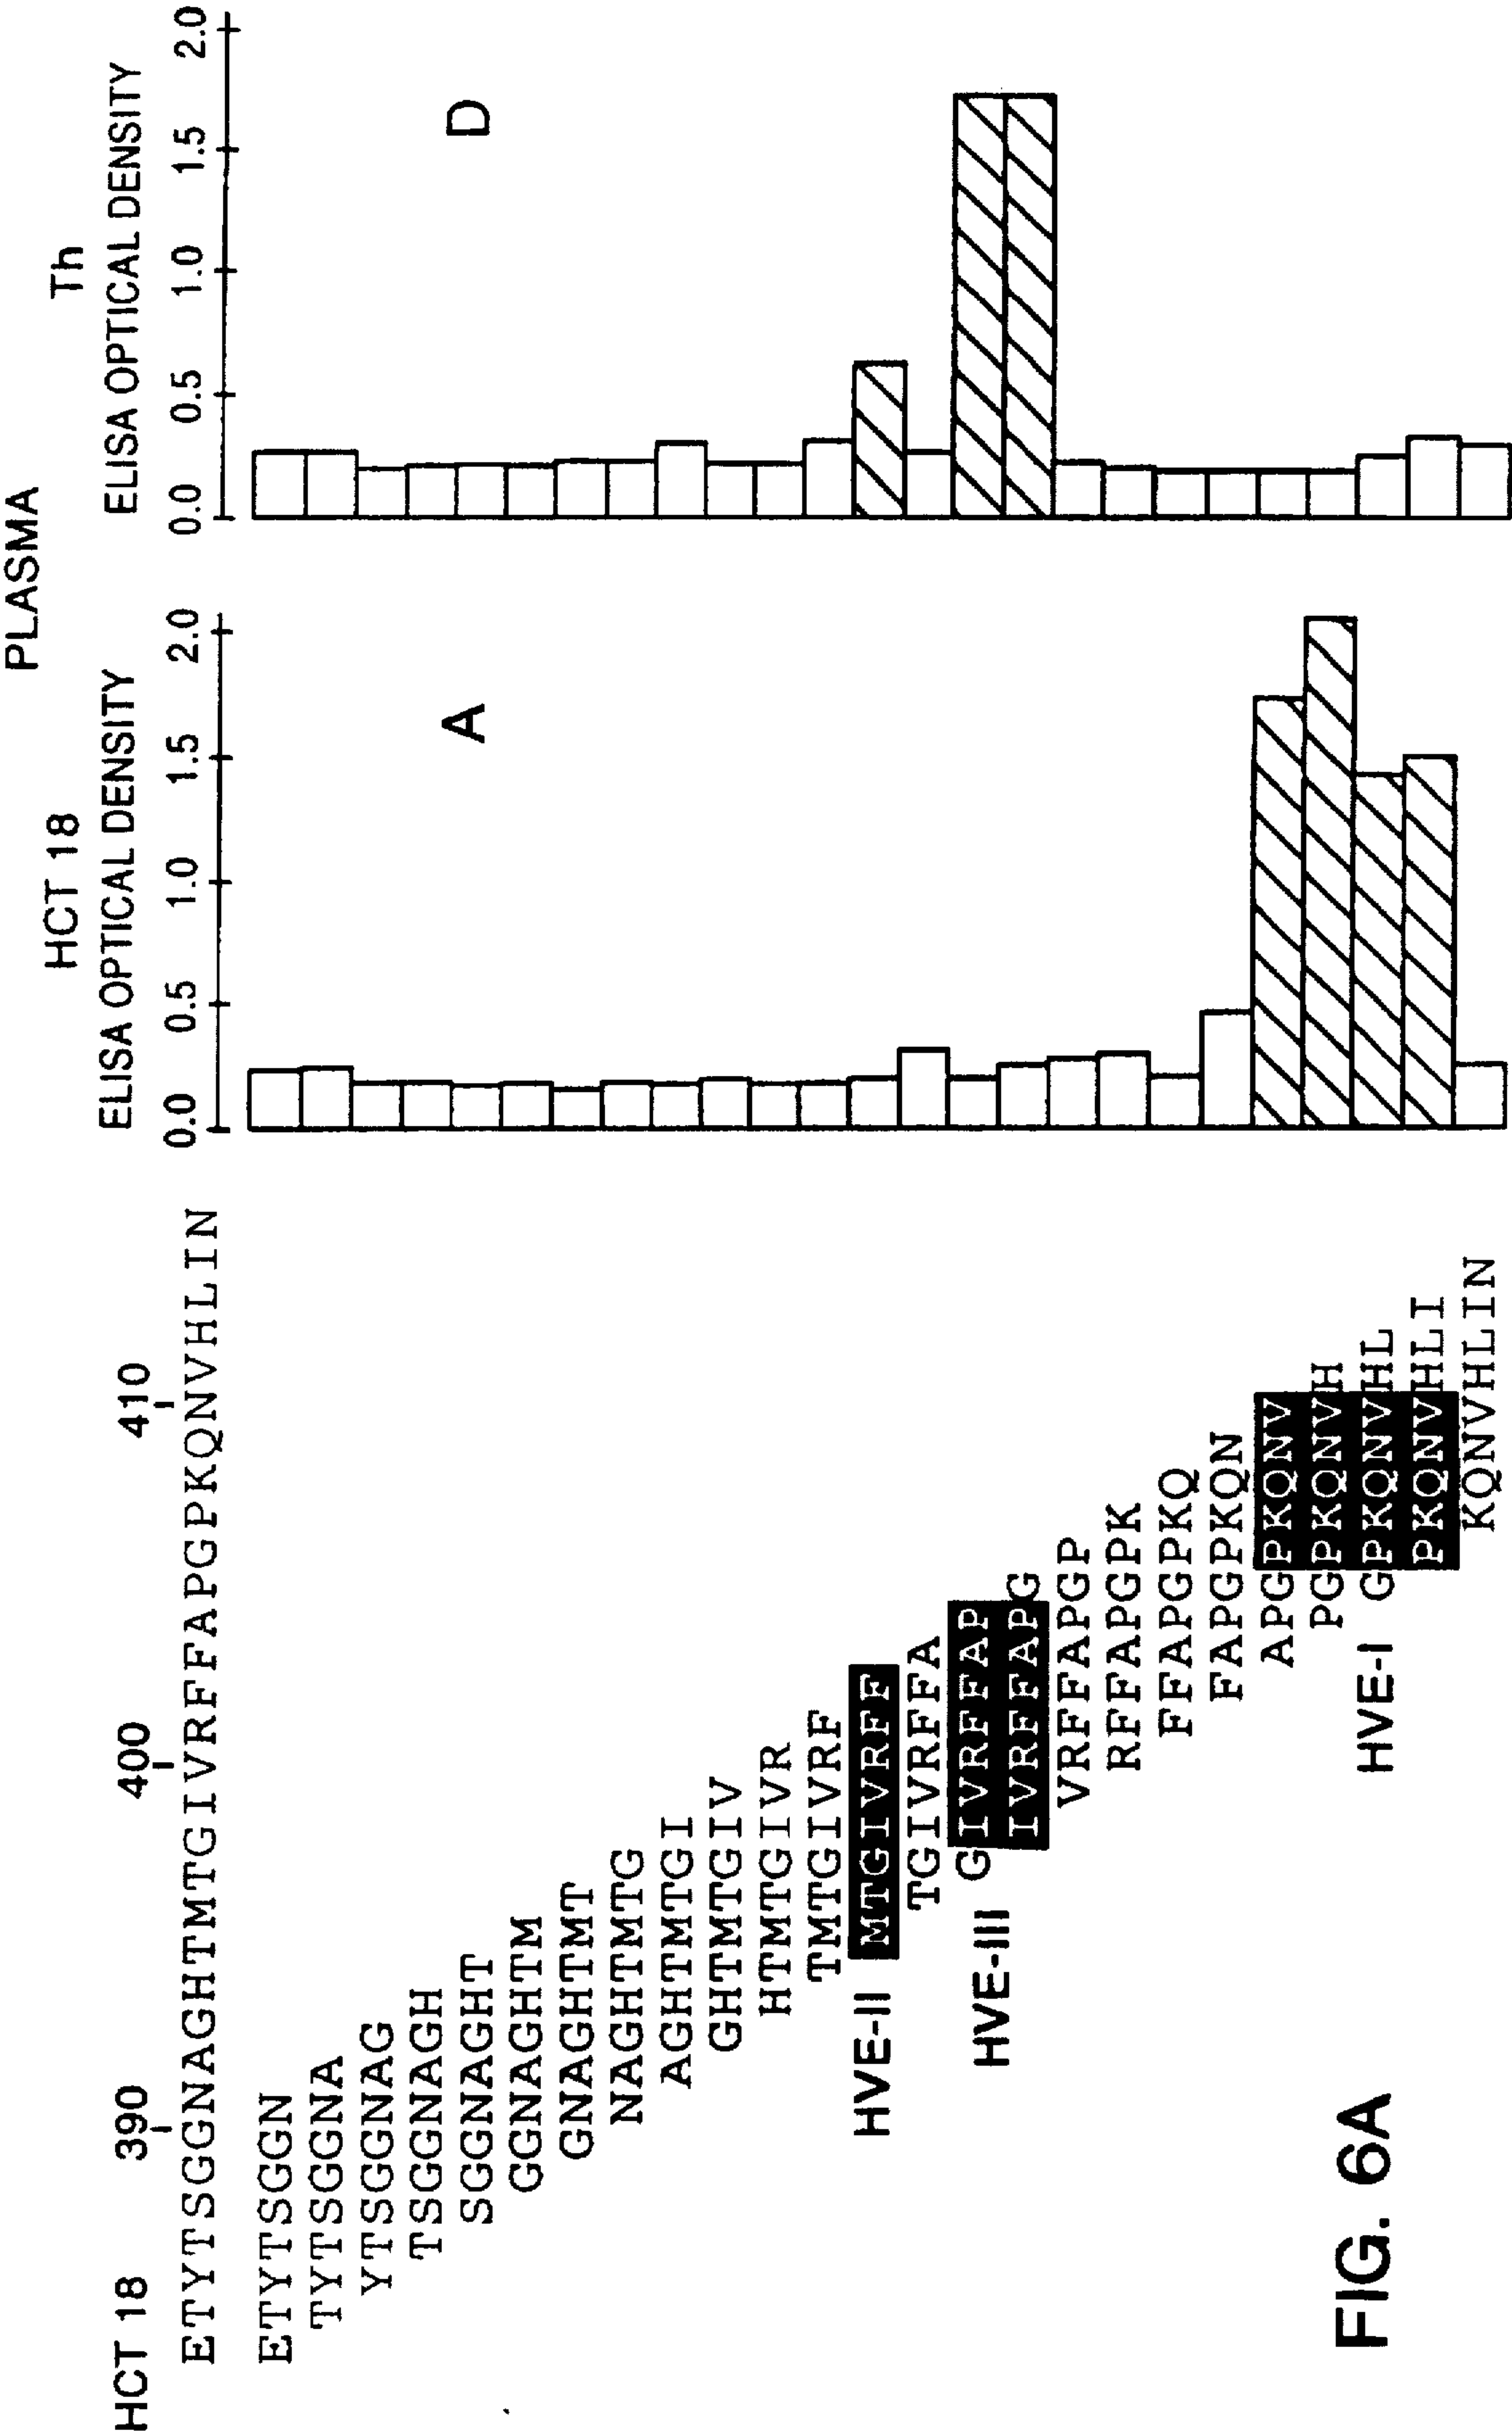 PLASMA
HCT 18 Th
HCT 18 390 400 410 ELISA OPTICAL DENSITY ELISA OPTICAL DENSITY
0.0 0.5 1.0 1.5 2.0 0.0 0.5 1.0 1.5 2.0
ETYTSGGNAGHTMTGIVRFFAPGPKQNVHLIN
ETYTSGGN
TYTSGGNA
YTSGGNAG
TSGGNAGH
A D
SGGNAGHT
GGNAGHTM
GNAGHTMT
NAGHTMTG
AGHTMTGI
GHTMTGIV
HTMTGIVR
TMTGIVRF
HVE-II MTGIVRFF
TGIVRFFA
GIVRFFAP
HVE-III
IVRFFAPG
VRFFAPGP
RFFAPGPK
FFAPGPKQ
FAPGPKQN
APGPKQNV
PGPKQNVH
HVE-I GPKQNVHL
PKQNVHLI
KQNVHLIN
FIG. 6A